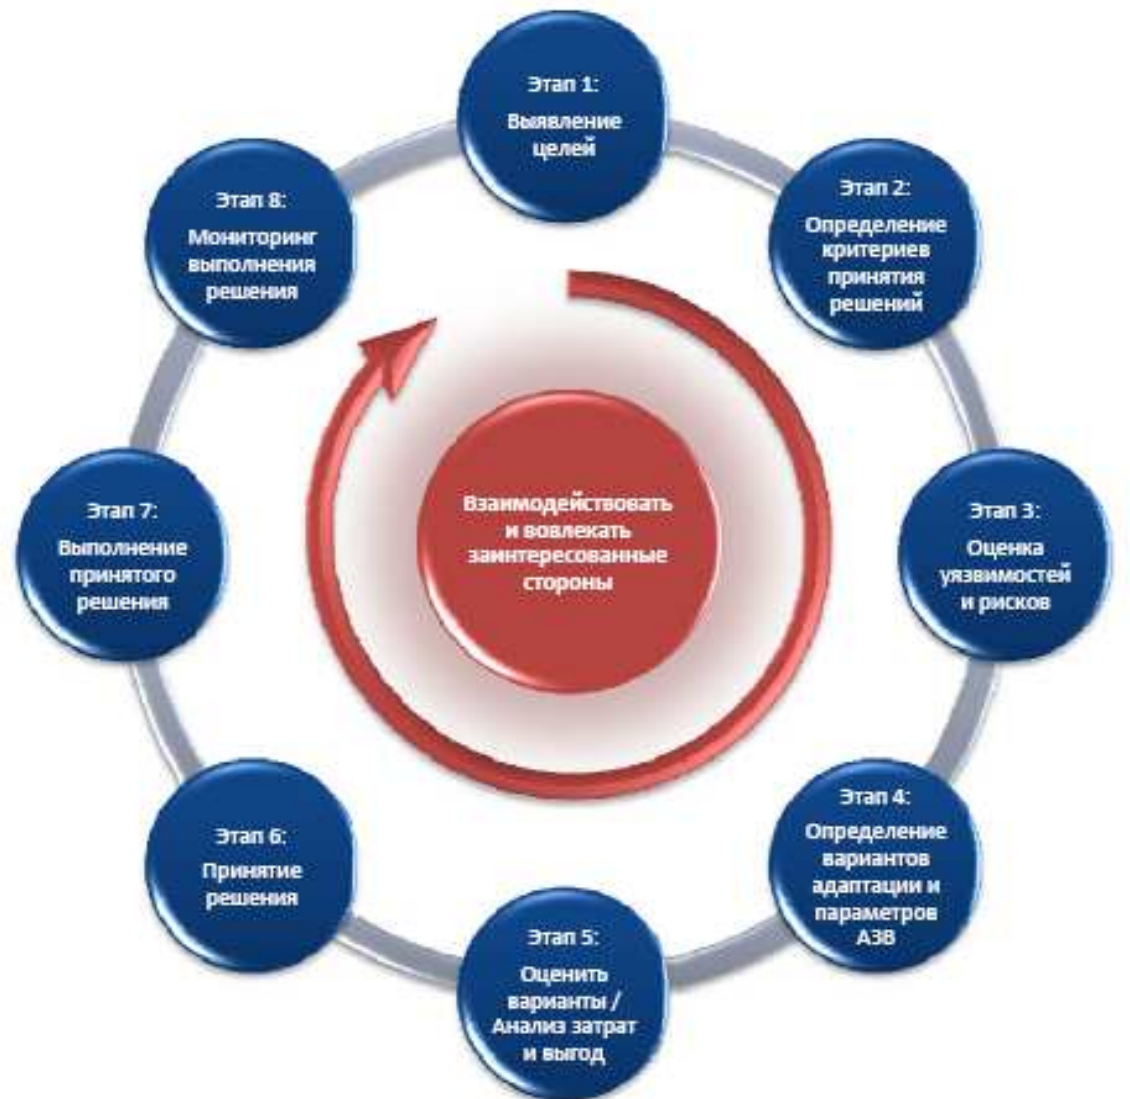 Этап 1:
Выявление
целей
Этап 2:
Определение
критериев
принятия
решений
Этап 3:
Оценка
уязвимостей
и рисков
Этап 4:
Определение
вариантов
адаптации и
параметров
АЗВ
Этап 5:
Оценить
варианты /
Анализ затрат
и выгод
Этап 6:
Принятие
решения
Этап 7:
Выполнение
принятого
решения
Этап 8:
Мониторинг
выполнения
решения
Взаимодействовать
и вовлекать
заинтересованные
стороны